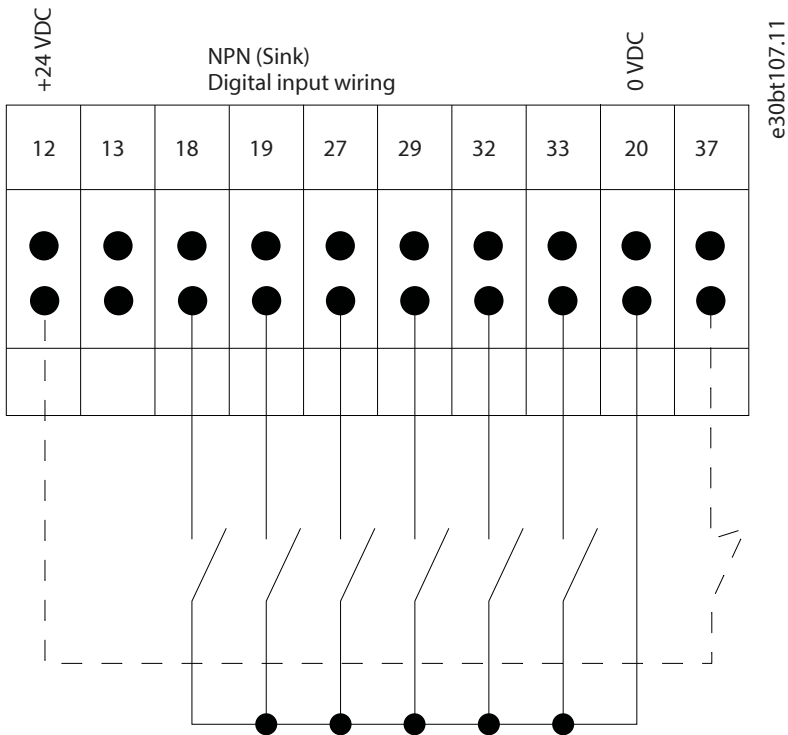 +24 VDC
NPN (Sink)
Digital input wiring
0 VDC
e30bt107.11
12 13 18 19 27 29 32 33 20 37